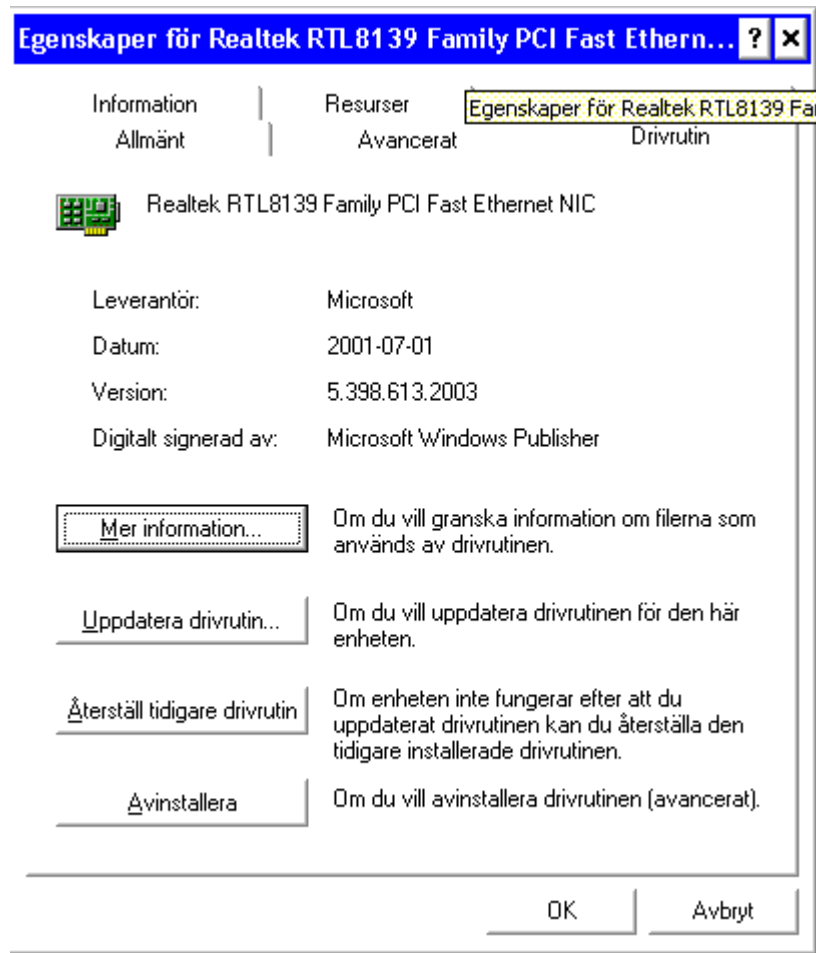 Egenskaper för Realtek RTL8139 Family PCI Fast Ethern...
Information
Resurser
Egenskaper för Realtek RTL8139 Fa
Allmänt
Avancerat
Drivrutin
Realtek RTL8139 Family PCI Fast Ethernet NIC
Leverantör: Microsoft
Datum: 2001-07-01
Version: 5.398.613.2003
Digitalt signerad av: Microsoft Windows Publisher
Mer information...
Om du vill granska information om filerna som
används av drivrutinen.
Uppdatera drivrutin...
Om du vill uppdatera drivrutinen för den här
enheten.
Återställ tidigare drivrutin
Om enheten inte fungerar efter att du
uppdaterat drivrutinen kan du återställa den
tidigare installerade drivrutinen.
Avinstallera
Om du vill avinstallera drivrutinen (avancerat).
OK
Avbryt